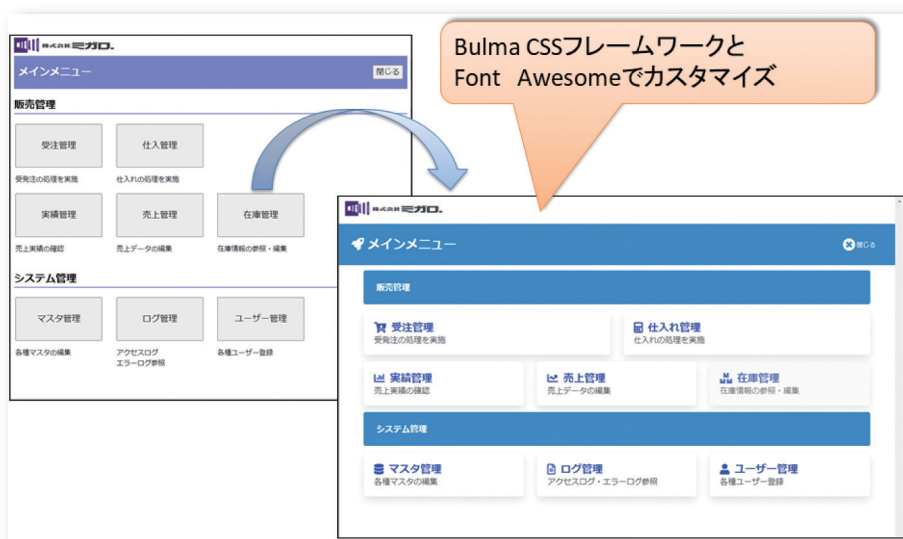 Bulma CSSフレームワークと
Font Awesomeでカスタマイズ
株式会社ミガロ.
メインメニュー
閉じる
販売管理
受注管理 仕入管理
受発注の処理を実施 仕入れの処理を実施
実績管理 売上管理 在庫管理
売上実績の確認 売上データの編集 在庫情報の参照・編集
システム管理
マスタ管理 ログ管理 ユーザー管理
各種マスタの編集 アクセスログ 各種ユーザー登録
エラーログ参照
株式会社ミガロ.
メインメニュー
閉じる
販売管理
受注管理 仕入れ管理
受発注の処理を実施 仕入れの処理を実施
実績管理 売上管理 在庫管理
売上実績の確認 売上データの編集 在庫情報の参照・編集
システム管理
マスタ管理 ログ管理 ユーザー管理
各種マスタの編集 アクセスログ・エラーログ参照 各種ユーザー登録